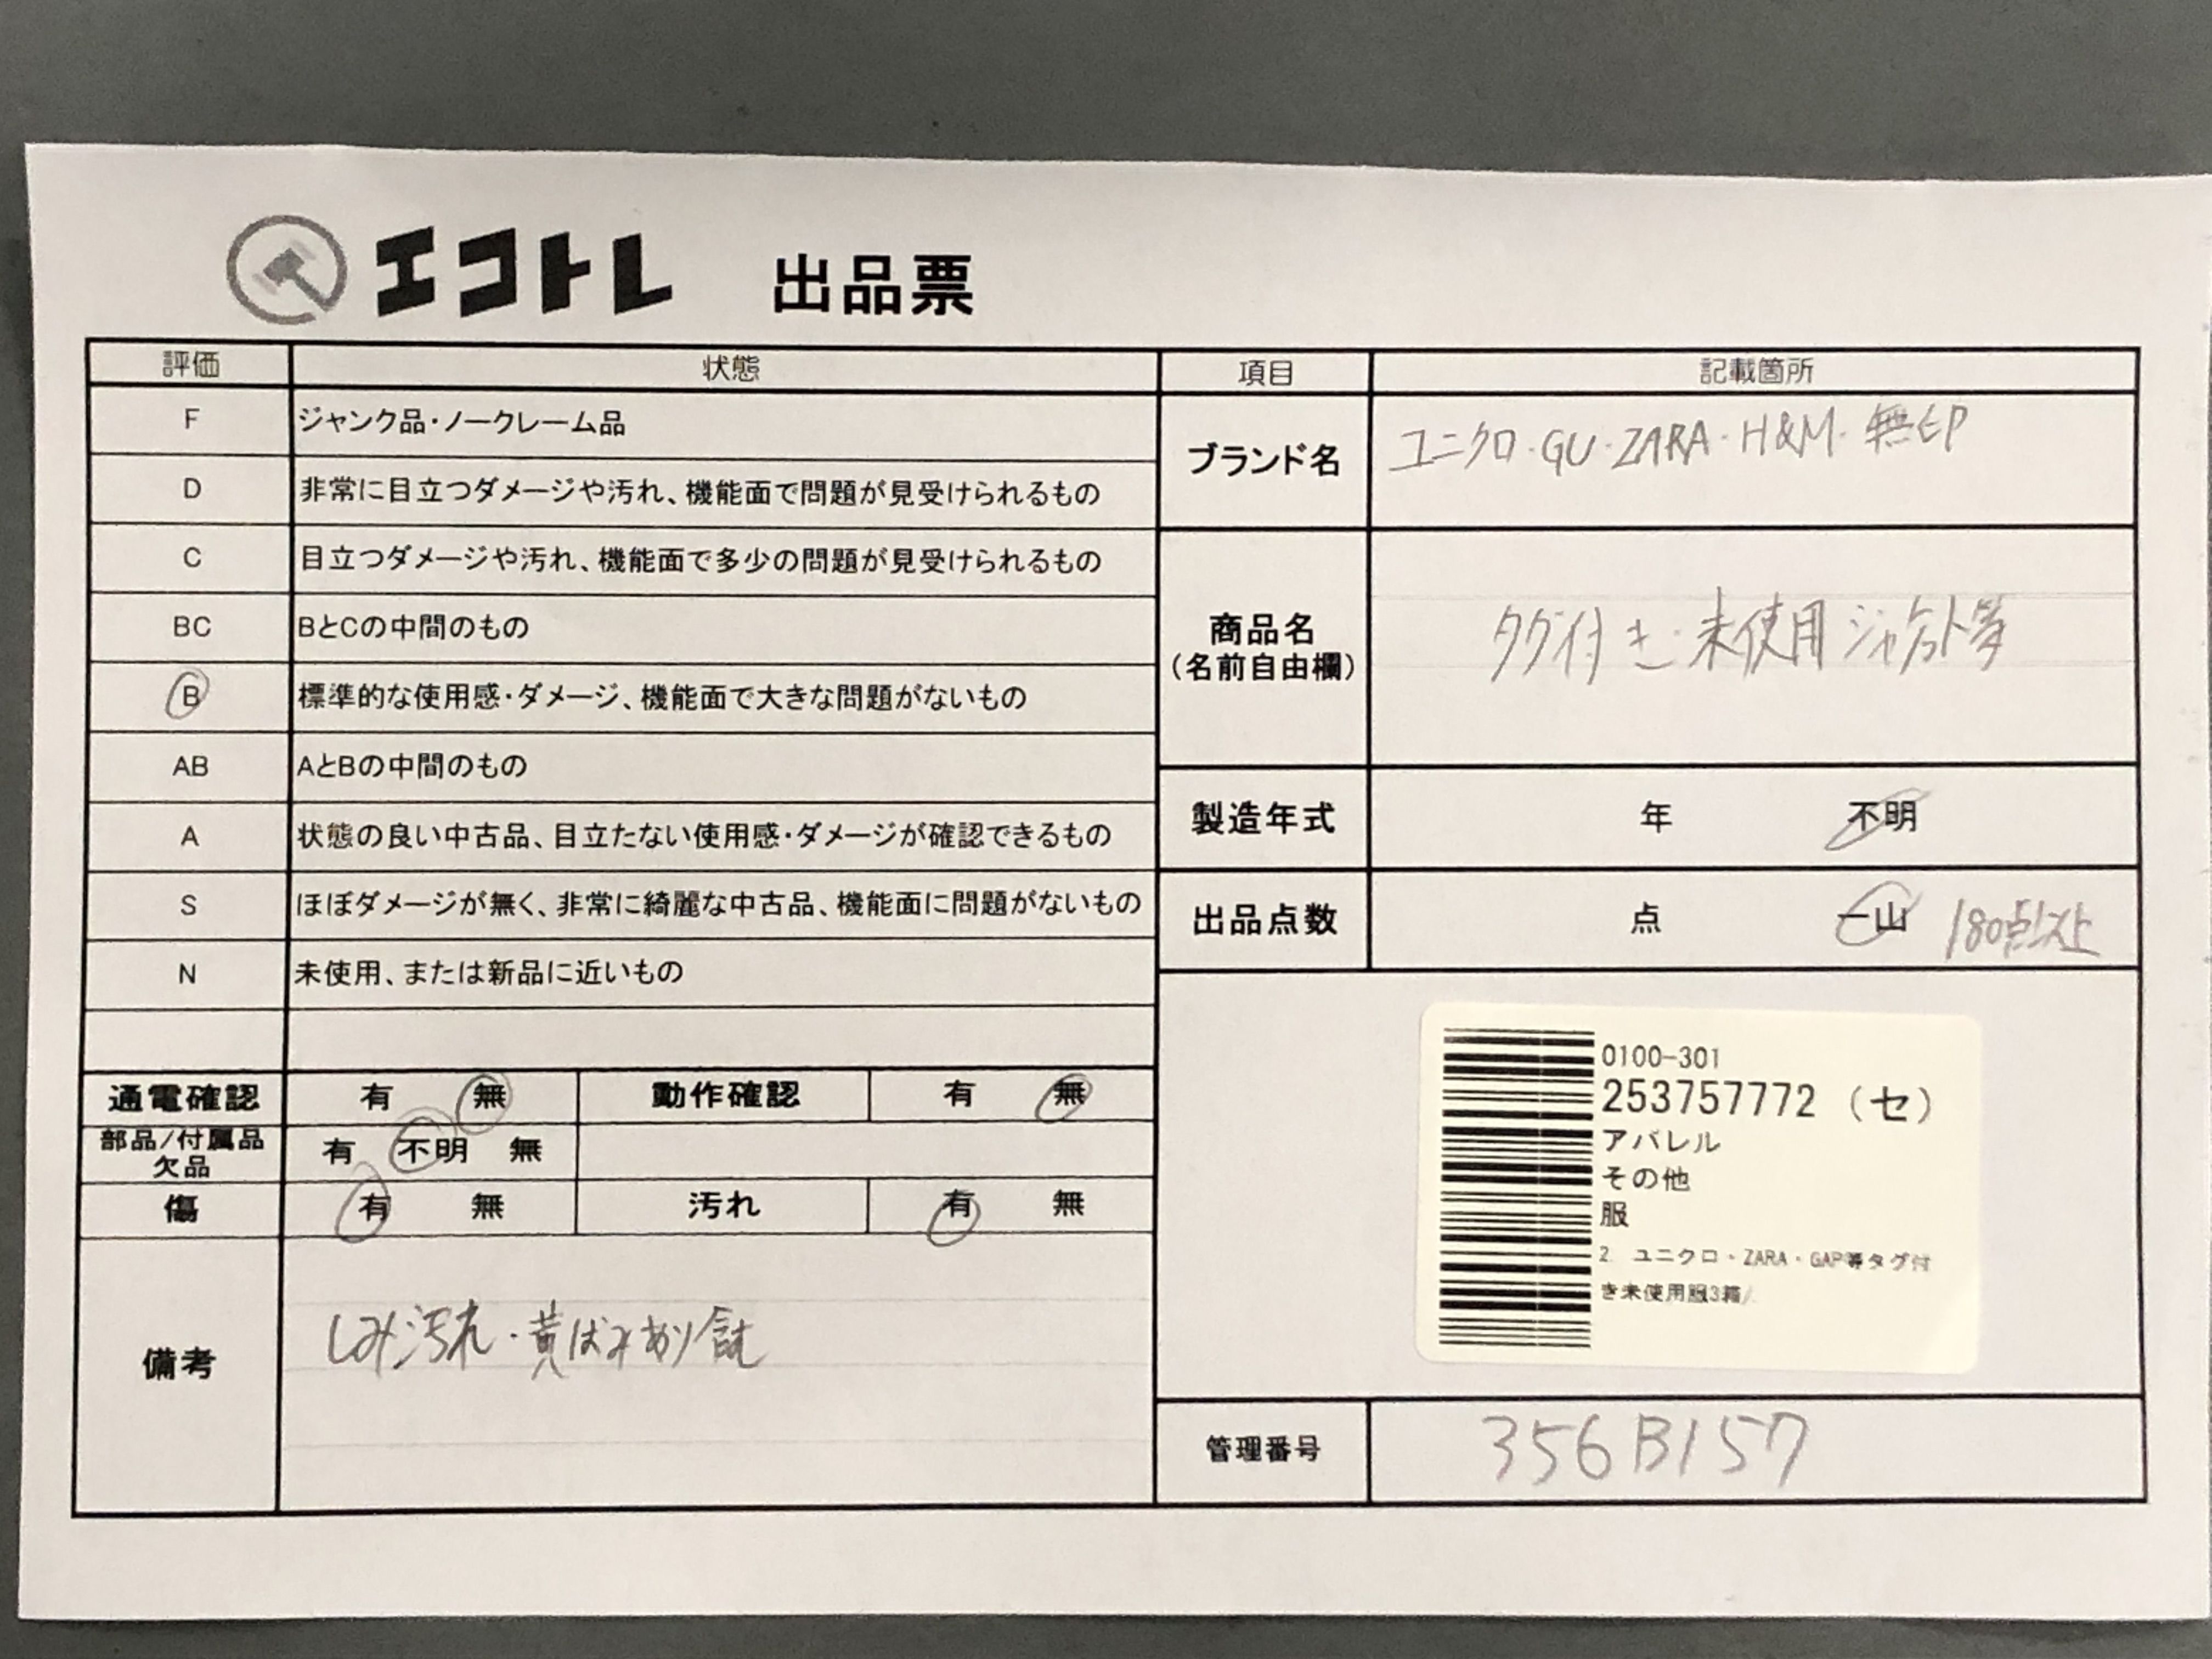 エコトレ 出品票
評価 状態
F ジャンク品・ノークレーム品
D 非常に目立つダメージや汚れ、機能面で問題が見受けられるもの
C 目立つダメージや汚れ、機能面で多少の問題が見受けられるもの
BC BとCの中間のもの
B 標準的な使用感・ダメージ、機能面で大きな問題がないもの
AB AとBの中間のもの
A 状態の良い中古品、目立たない使用感・ダメージが確認できるもの
S ほぼダメージが無く、非常に綺麗な中古品、機能面に問題がないもの
N 未使用、または新品に近いもの
通電確認 有 無 動作確認 有 無
部品/付属品
欠品 有 不明 無
傷 有 無 汚れ 有 無
備考 しみ汚れ・黄ばみあり含む
項目 記載箇所
ブランド名 ユニクロ・GU・ZARA・H&M・無印
商品名
(名前自由欄) タグ付き・未使用ジャケット等
製造年式 年 不明
出品点数 点 一山 180点以上
0100-301
253757772 (セ)
アパレル
その他
服
2. ユニクロ・ZARA・GAP等タグ付
き未使用服3箱/
管理番号 356B157